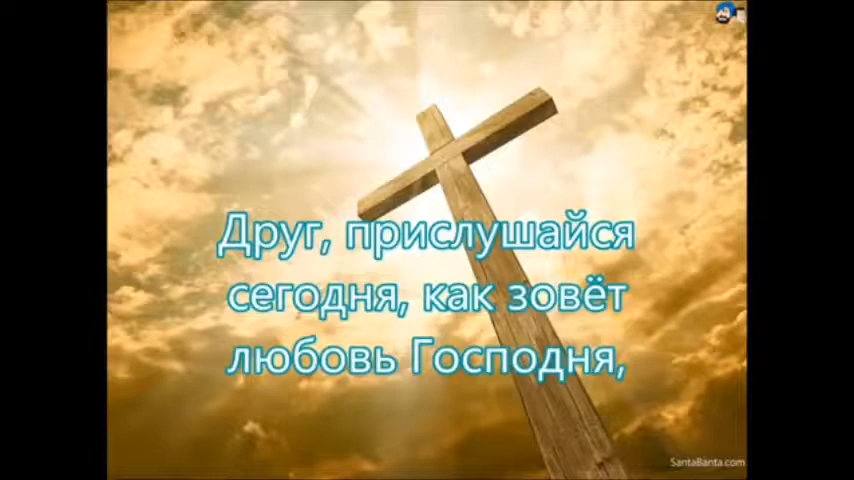 Друг, прислушайся
сегодня, как зовёт
любовь Господня,
SantaBanta.com